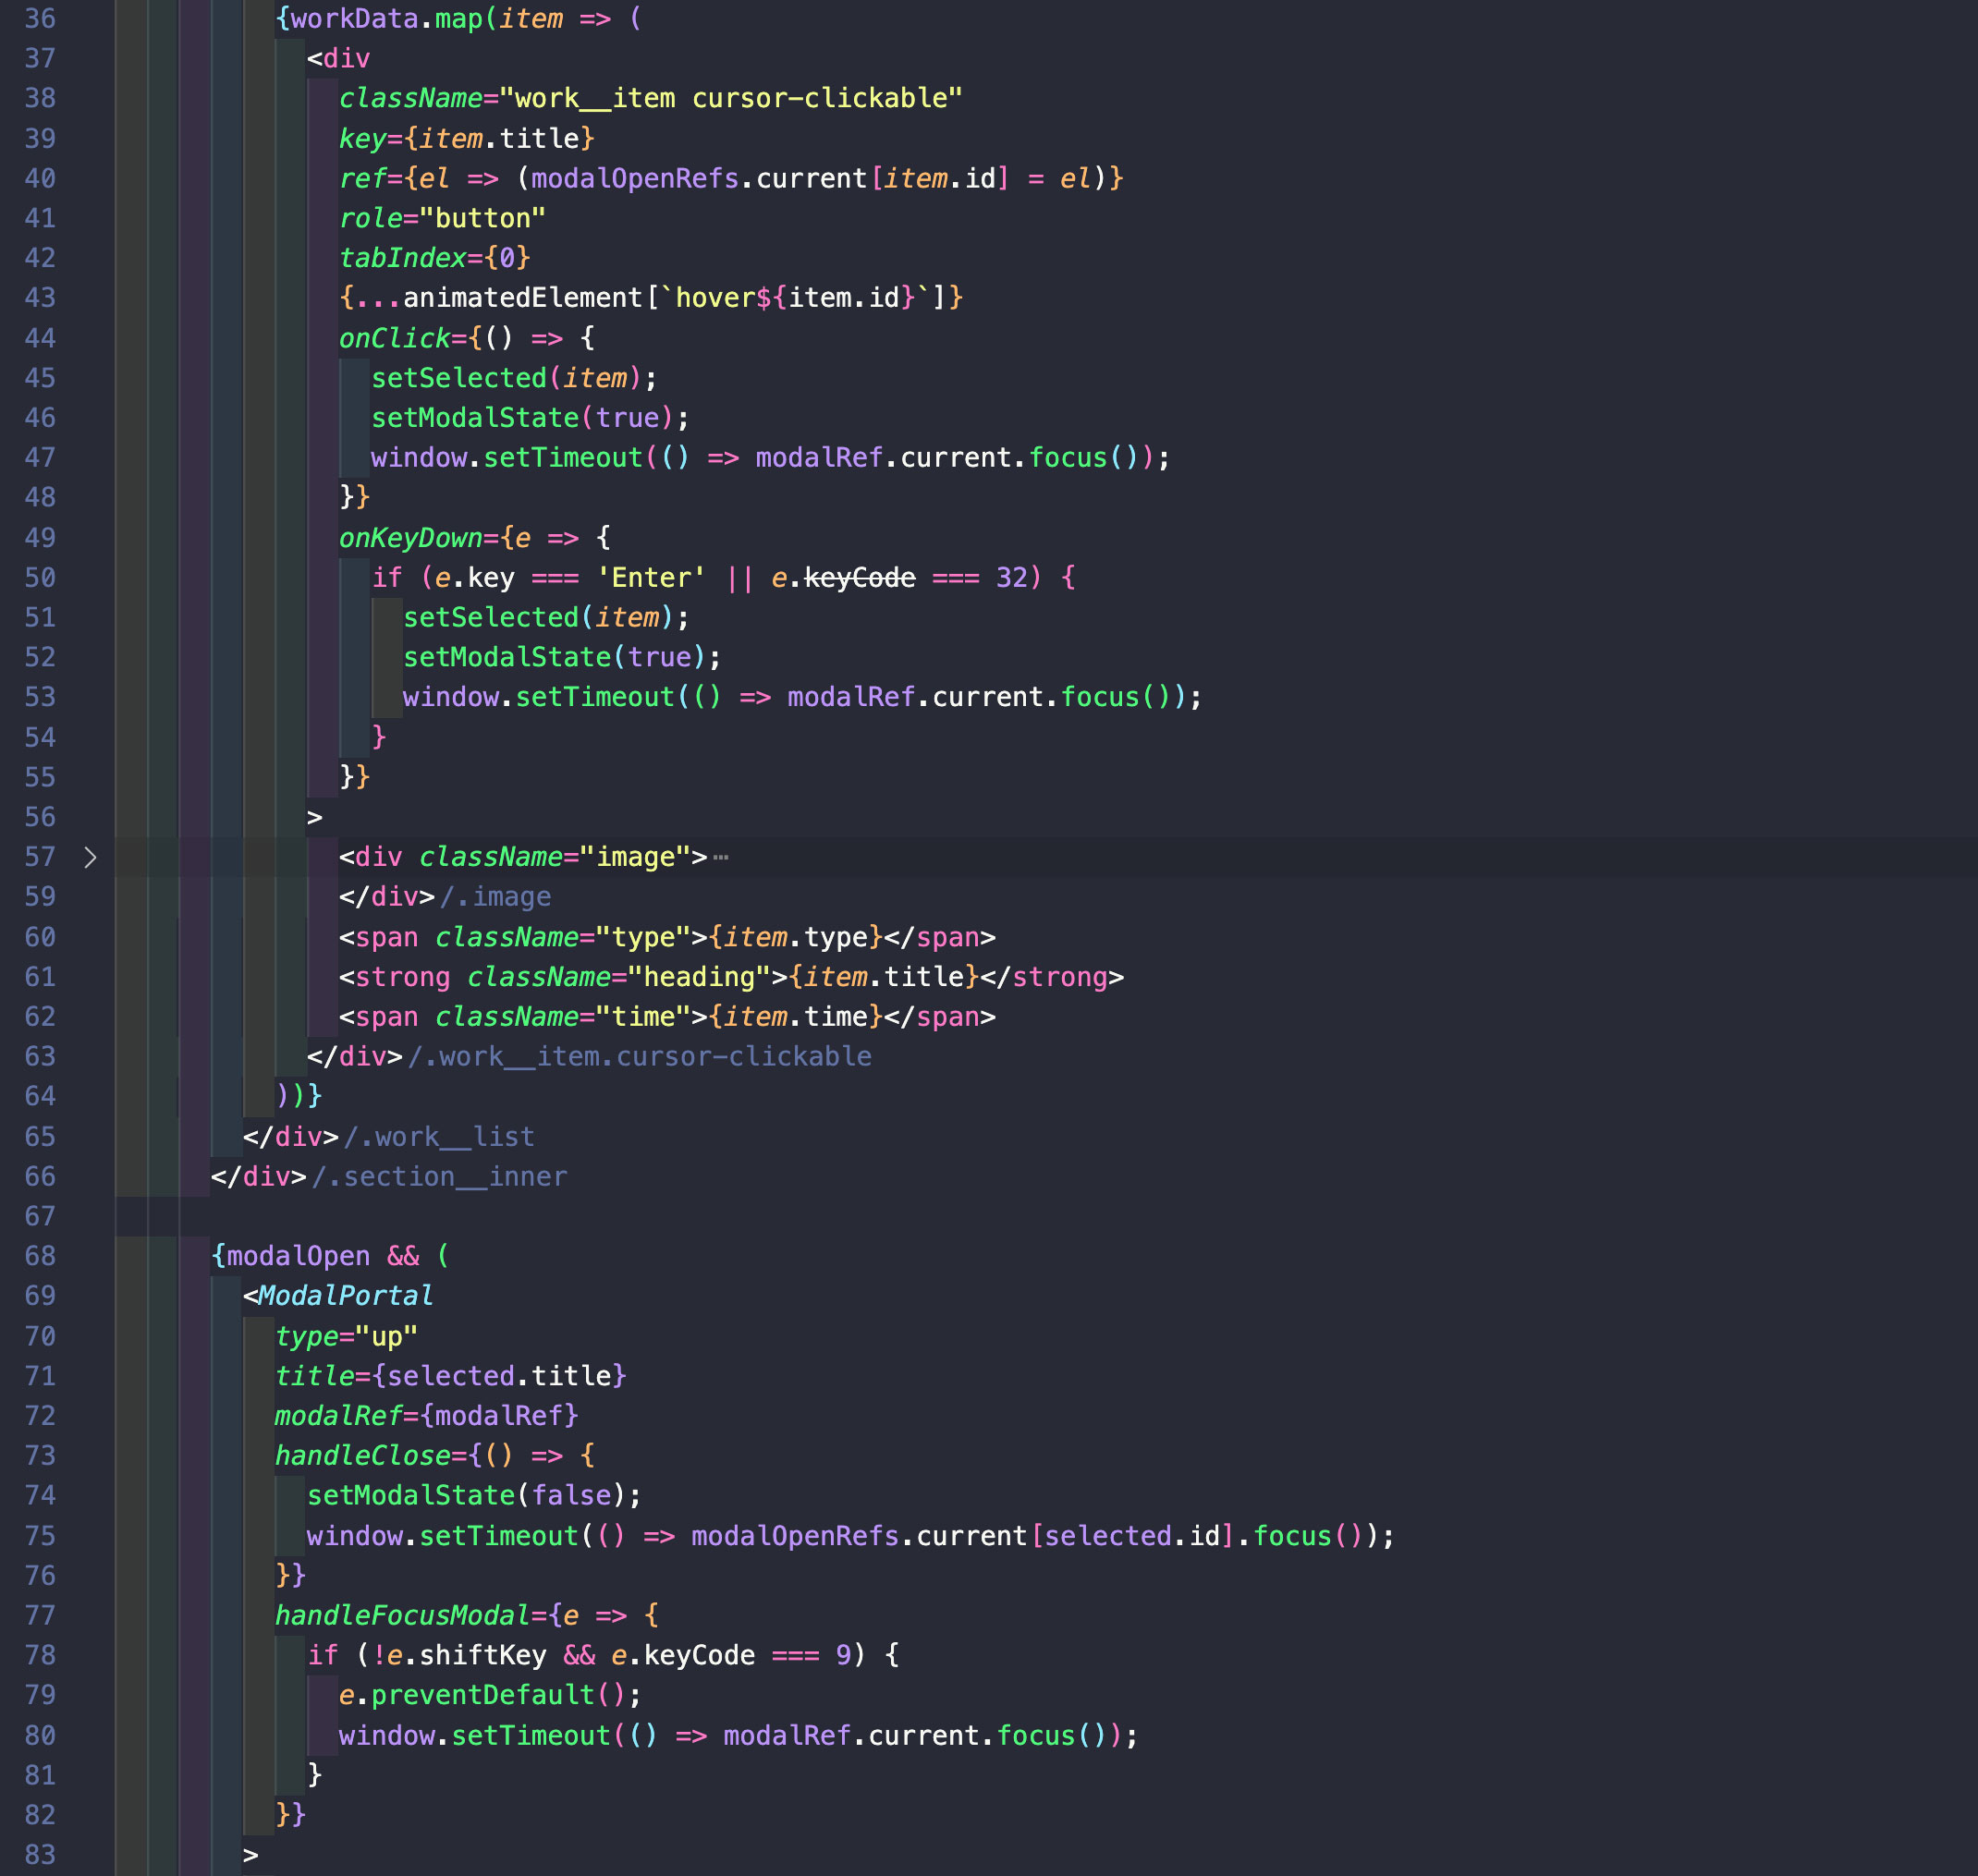 36 {workData.map(item => (
37 <div
38 className="work__item cursor-clickable"
39 key={item.title}
40 ref={el => (modalOpenRefs.current[item.id] = el)}
41 role="button"
42 tabIndex={0}
43 {...animatedElement[`hover${item.id}`]}
44 onClick={() => {
45 setSelected(item);
46 setModalState(true);
47 window.setTimeout(() => modalRef.current.focus());
48 }}
49 onKeyDown={e => {
50 if (e.key === 'Enter' || e.keyCode === 32) {
51 setSelected(item);
52 setModalState(true);
53 window.setTimeout(() => modalRef.current.focus());
54 }
55 }}
56 >
57 <div className="image">⋯
59 </div>/.image
60 <span className="type">{item.type}</span>
61 <strong className="heading">{item.title}</strong>
62 <span className="time">{item.time}</span>
63 </div>/.work__item.cursor-clickable
64 ))}
65 </div>/.work__list
66 </div>/.section__inner
67
68 {modalOpen && (
69 <ModalPortal
70 type="up"
71 title={selected.title}
72 modalRef={modalRef}
73 handleClose={() => {
74 setModalState(false);
75 window.setTimeout(() => modalOpenRefs.current[selected.id].focus());
76 }}
77 handleFocusModal={e => {
78 if (!e.shiftKey && e.keyCode === 9) {
79 e.preventDefault();
80 window.setTimeout(() => modalRef.current.focus());
81 }
82 }}
83 >